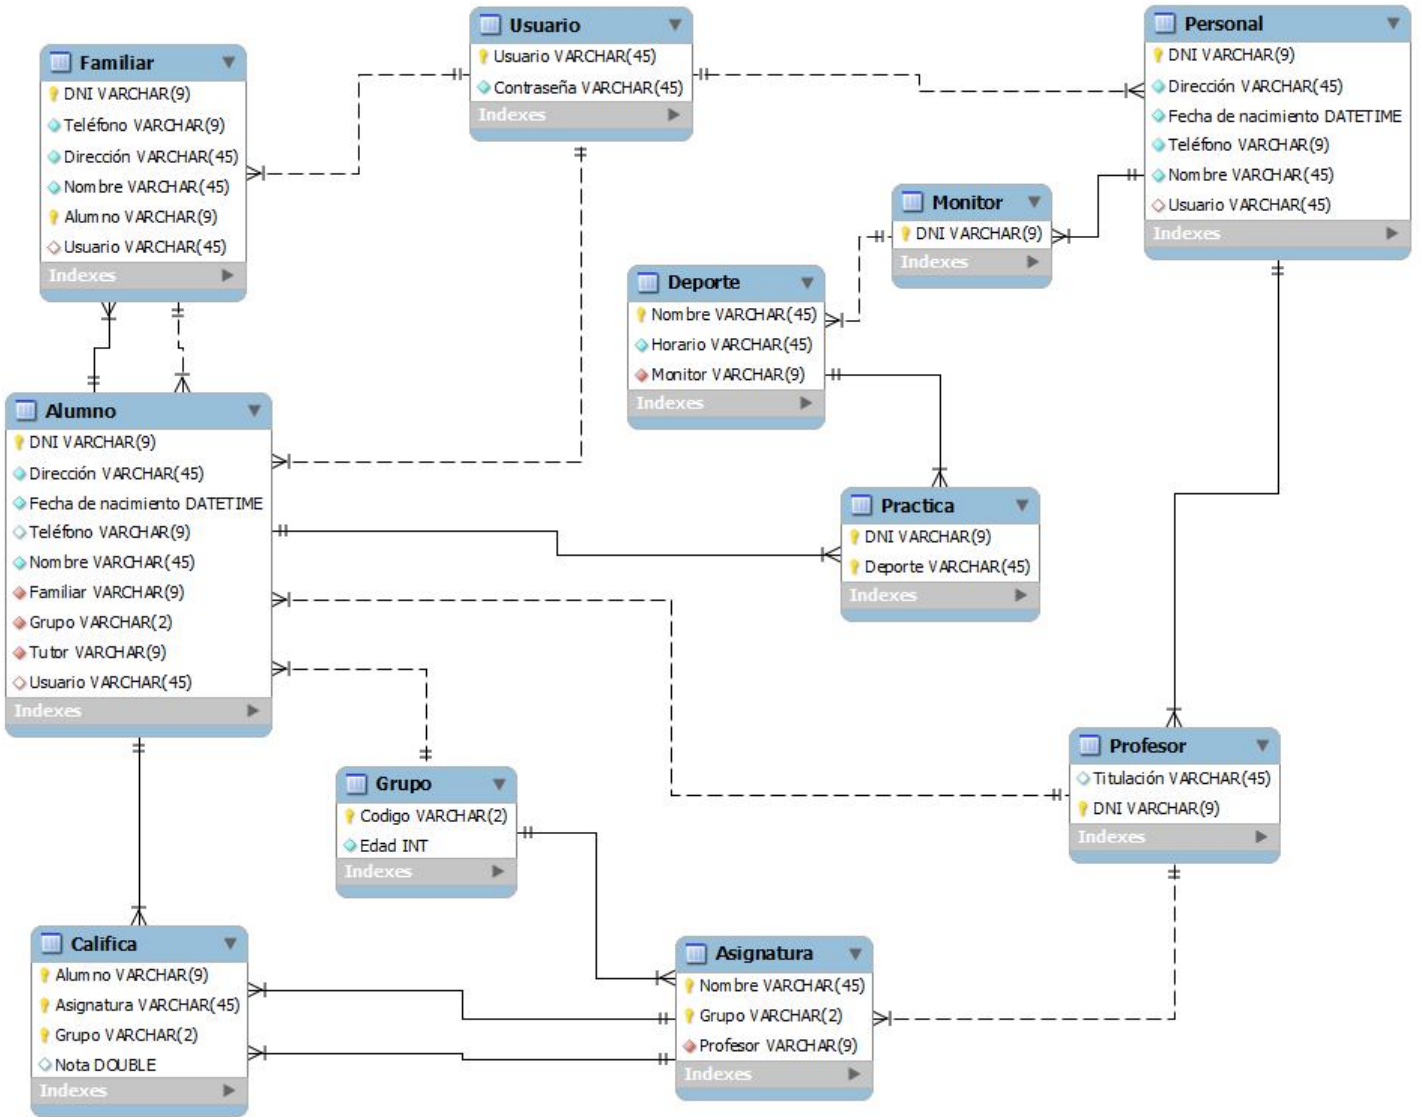 Usuario
Usuario VARCHAR(45)
Contraseña VARCHAR(45)
Indexes
Personal
DNI VARCHAR(9)
Dirección VARCHAR(45)
Fecha de nacimiento DATETIME
Teléfono VARCHAR(9)
Nombre VARCHAR(45)
Usuario VARCHAR(45)
Indexes
Familiar
DNI VARCHAR(9)
Teléfono VARCHAR(9)
Dirección VARCHAR(45)
Nombre VARCHAR(45)
Alumno VARCHAR(9)
Usuario VARCHAR(45)
Indexes
Monitor
DNI VARCHAR(9)
Indexes
Deporte
Nombre VARCHAR(45)
Horario VARCHAR(45)
Monitor VARCHAR(9)
Indexes
Alumno
DNI VARCHAR(9)
Dirección VARCHAR(45)
Fecha de nacimiento DATETIME
Teléfono VARCHAR(9)
Nombre VARCHAR(45)
Familiar VARCHAR(9)
Grupo VARCHAR(2)
Tutor VARCHAR(9)
Usuario VARCHAR(45)
Indexes
Practica
DNI VARCHAR(9)
Deporte VARCHAR(45)
Indexes
Profesor
Titulación VARCHAR(45)
DNI VARCHAR(9)
Indexes
Grupo
Codigo VARCHAR(2)
Edad INT
Indexes
Califica
Alumno VARCHAR(9)
Asignatura VARCHAR(45)
Grupo VARCHAR(2)
Nota DOUBLE
Indexes
Asignatura
Nombre VARCHAR(45)
Grupo VARCHAR(2)
Profesor VARCHAR(9)
Indexes